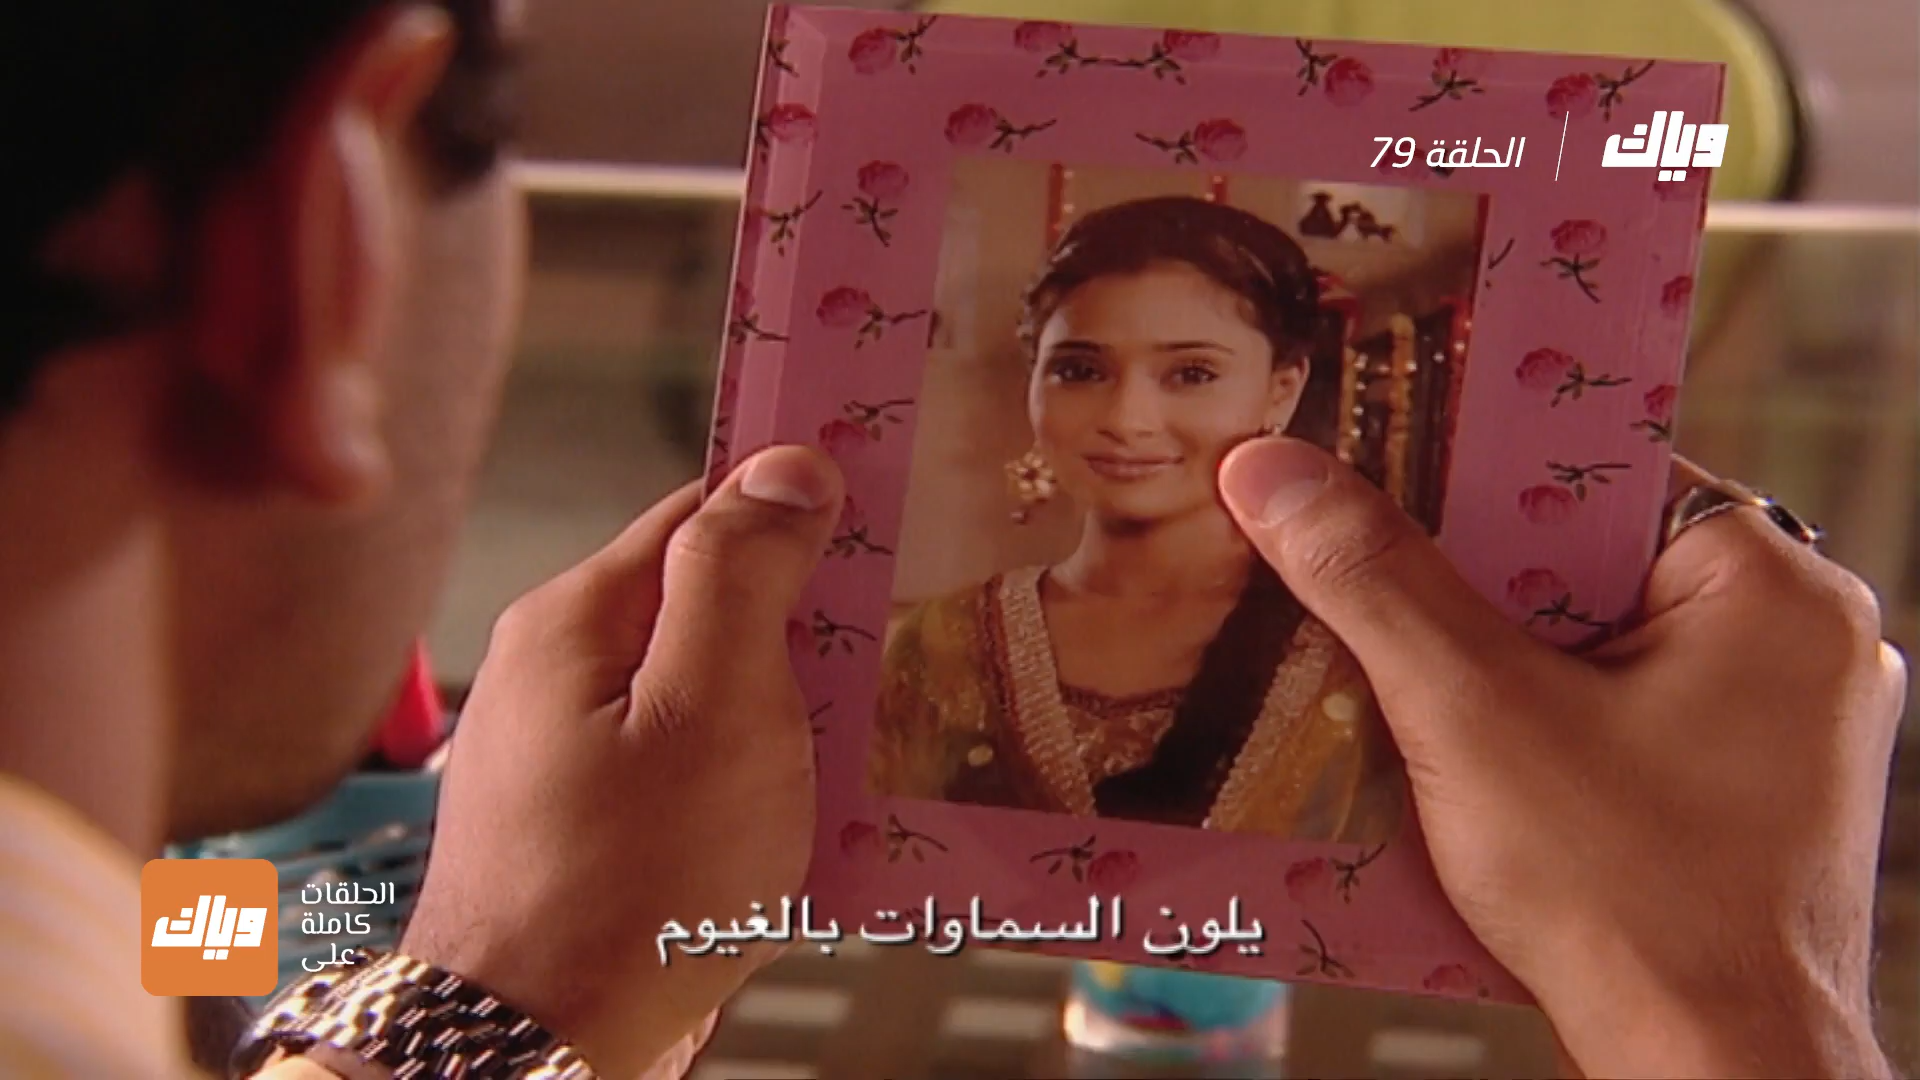 وياك | الحلقة 79
وياك
الحلقات
كاملة
على
يلون السماوات بالغيوم